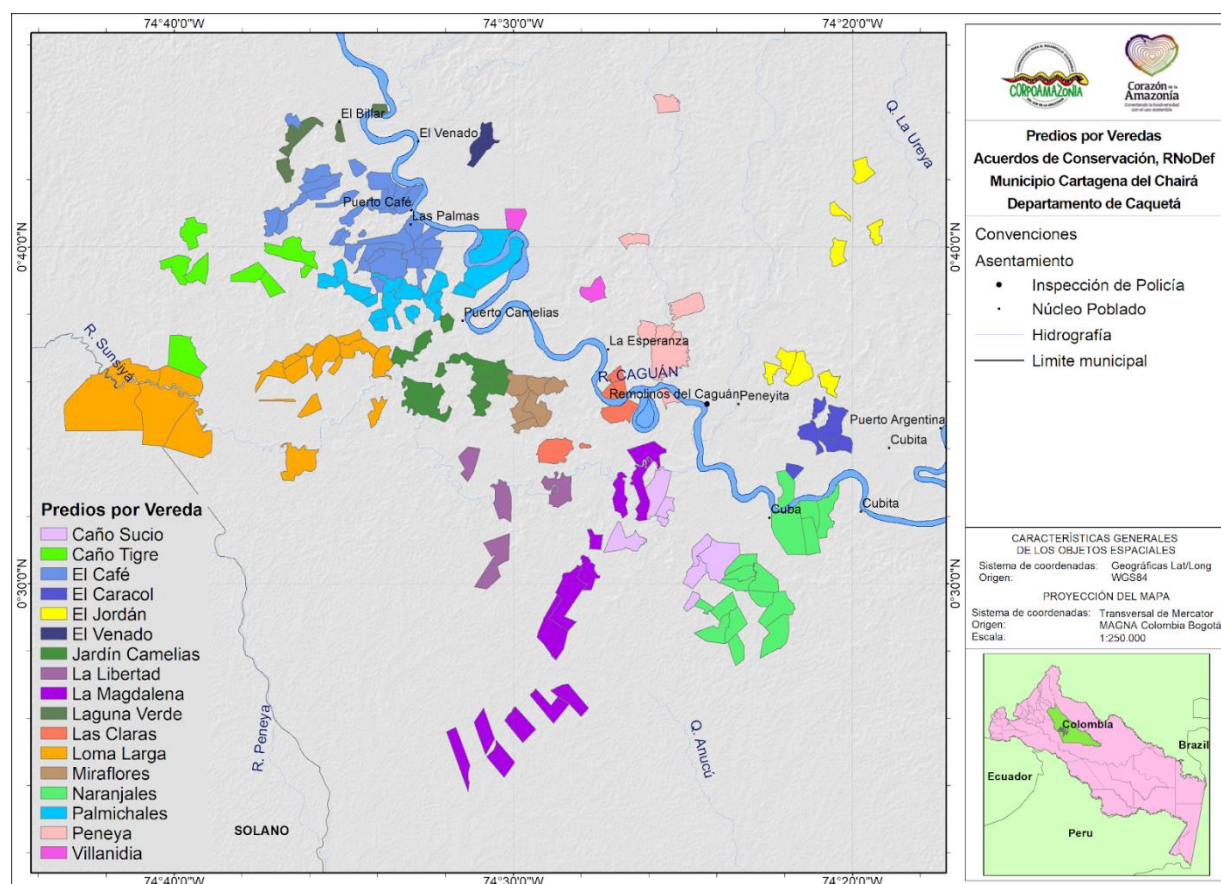 74°40'0"W
74°30'0"W
74°20'0"W
0°40'0"N
0°30'0"N
0°40'0"N
0°30'0"N
74°40'0"W
74°30'0"W
74°20'0"W
El Billar
El Venado
Q. La Ureya
Puerto Café
Las Palmas
Puerto Camelias
R. Sunsiyá
La Esperanza
R. CAGUÁN
Remolinos del Caguán
Peneyita
Puerto Argentina
Cubita
Cuba
Cubita
R. Peneya
Q. Anucú
SOLANO
Predios por Vereda
Caño Sucio
Caño Tigre
El Café
El Caracol
El Jordán
El Venado
Jardín Camelias
La Libertad
La Magdalena
Laguna Verde
Las Claras
Loma Larga
Miraflores
Naranjales
Palmichales
Peneya
Villanidia
CORPOAMAZONIA
Corazón de la
Amazonía
Conectando la biodiversidad
con el uso sostenible
Predios por Veredas
Acuerdos de Conservación, RNoDef
Municipio Cartagena del Chairá
Departamento de Caquetá
Convenciones
Asentamiento
Inspección de Policía
Núcleo Poblado
Hidrografía
Limite municipal
CARACTERÍSTICAS GENERALES
DE LOS OBJETOS ESPACIALES
Sistema de coordenadas: Geográficas Lat/Long
Origen: WGS84
PROYECCIÓN DEL MAPA
Sistema de coordenadas: Transversal de Mercator
Origen: MAGNA Colombia Bogotá
Escala: 1:250.000
Colombia
Brazil
Ecuador
Peru